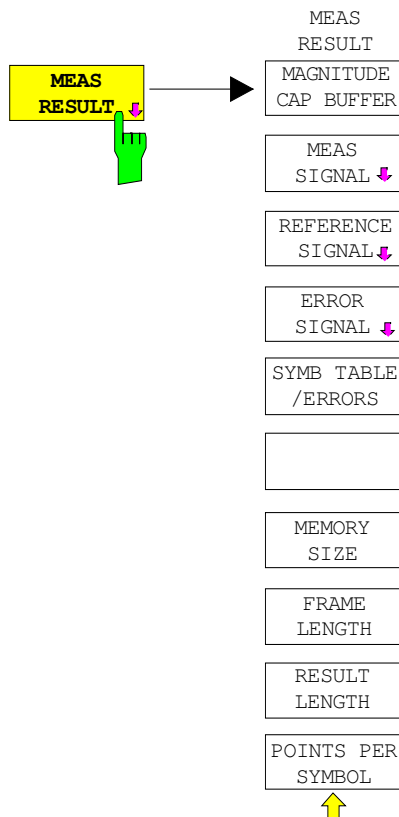 MEAS
RESULT
MEAS
RESULT
MAGNITUDE
CAP BUFFER
MEAS
SIGNAL
REFERENCE
SIGNAL
ERROR
SIGNAL
SYMB TABLE
/ERRORS
MEMORY
SIZE
FRAME
LENGTH
RESULT
LENGTH
POINTS PER
SYMBOL